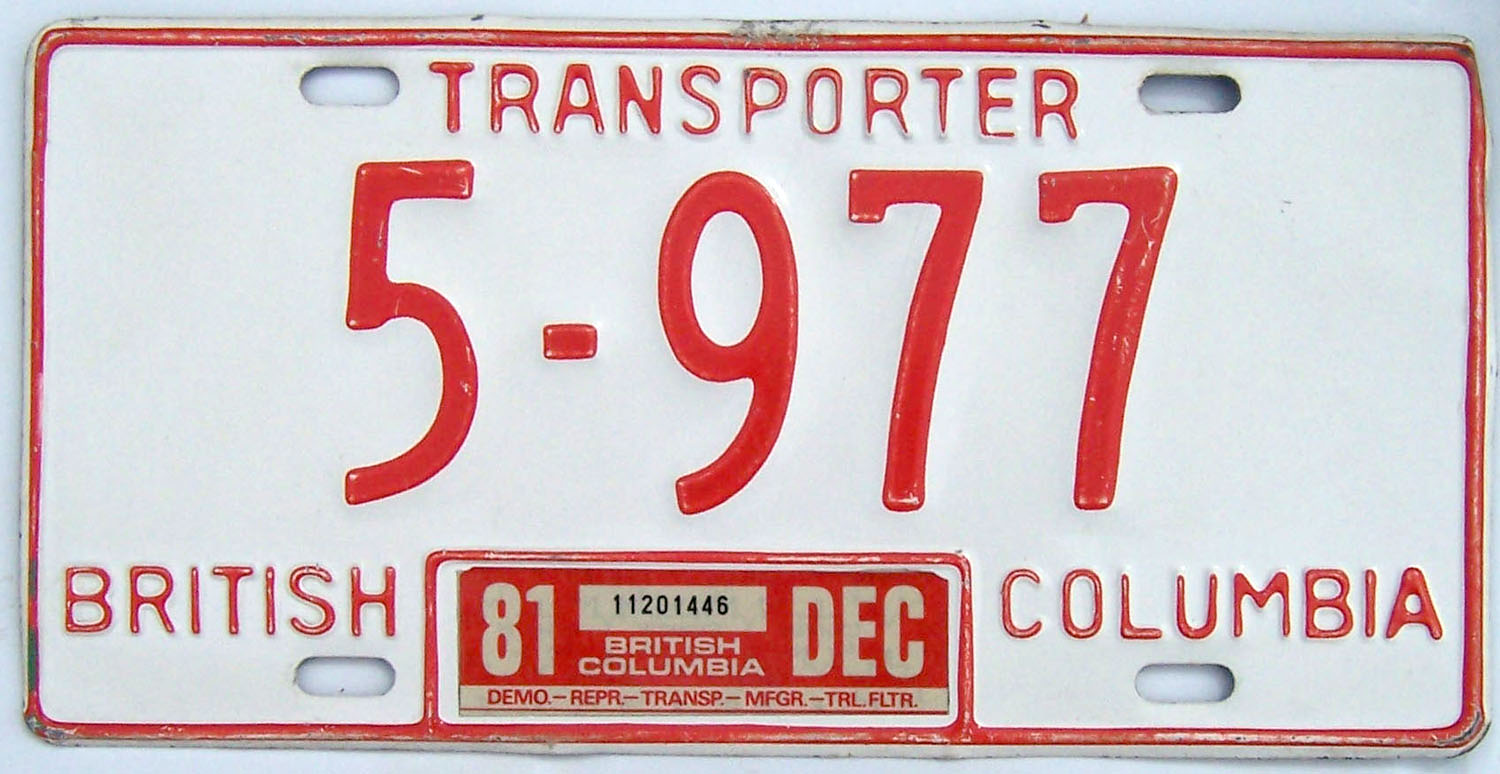 TRANSPORTER
5-977
BRITISH COLUMBIA
81 11201446 DEC
BRITISH
COLUMBIA
DEMO.-REPR.-TRANSP.-MFGR.-TRL.FLTR.